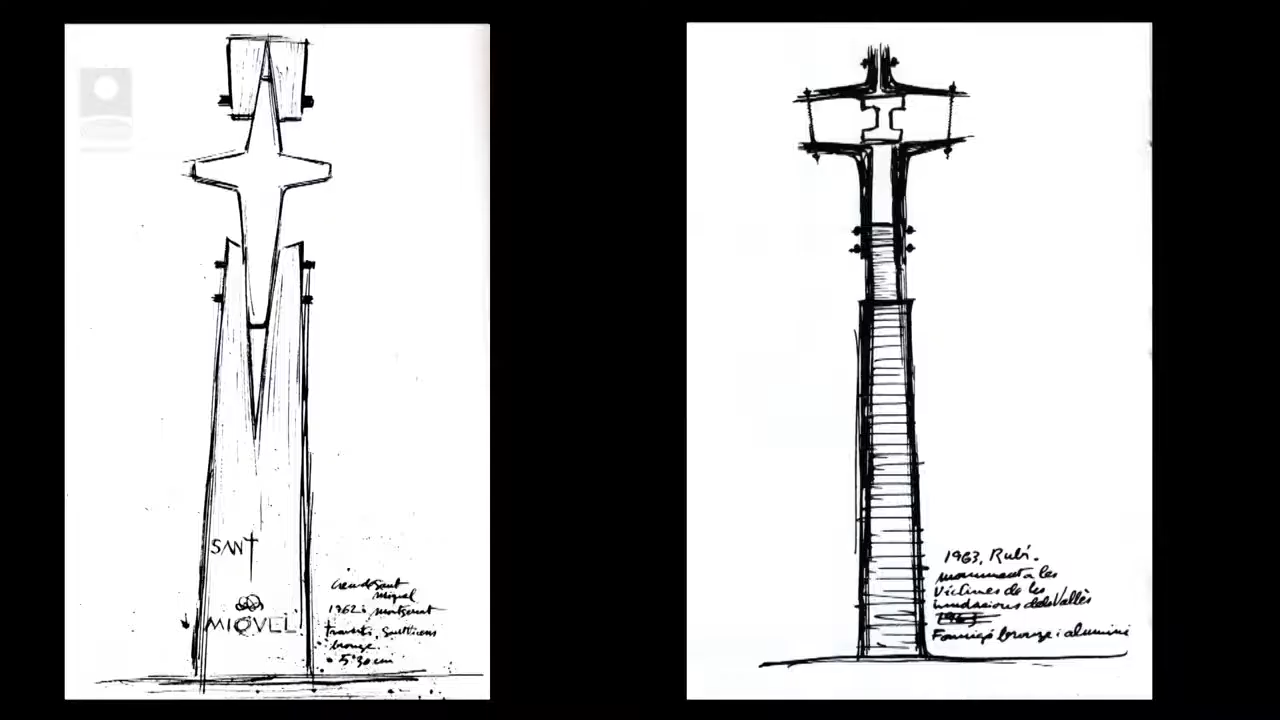 SANT
MIQVEL
Creu de Sant
Miquel
1962. Montserrat
bronze.
5'30 cm
1963, Rubí.
Monument a les
Víctimes de les
inundacions del Vallès
1963
Formigó bronze i alumini